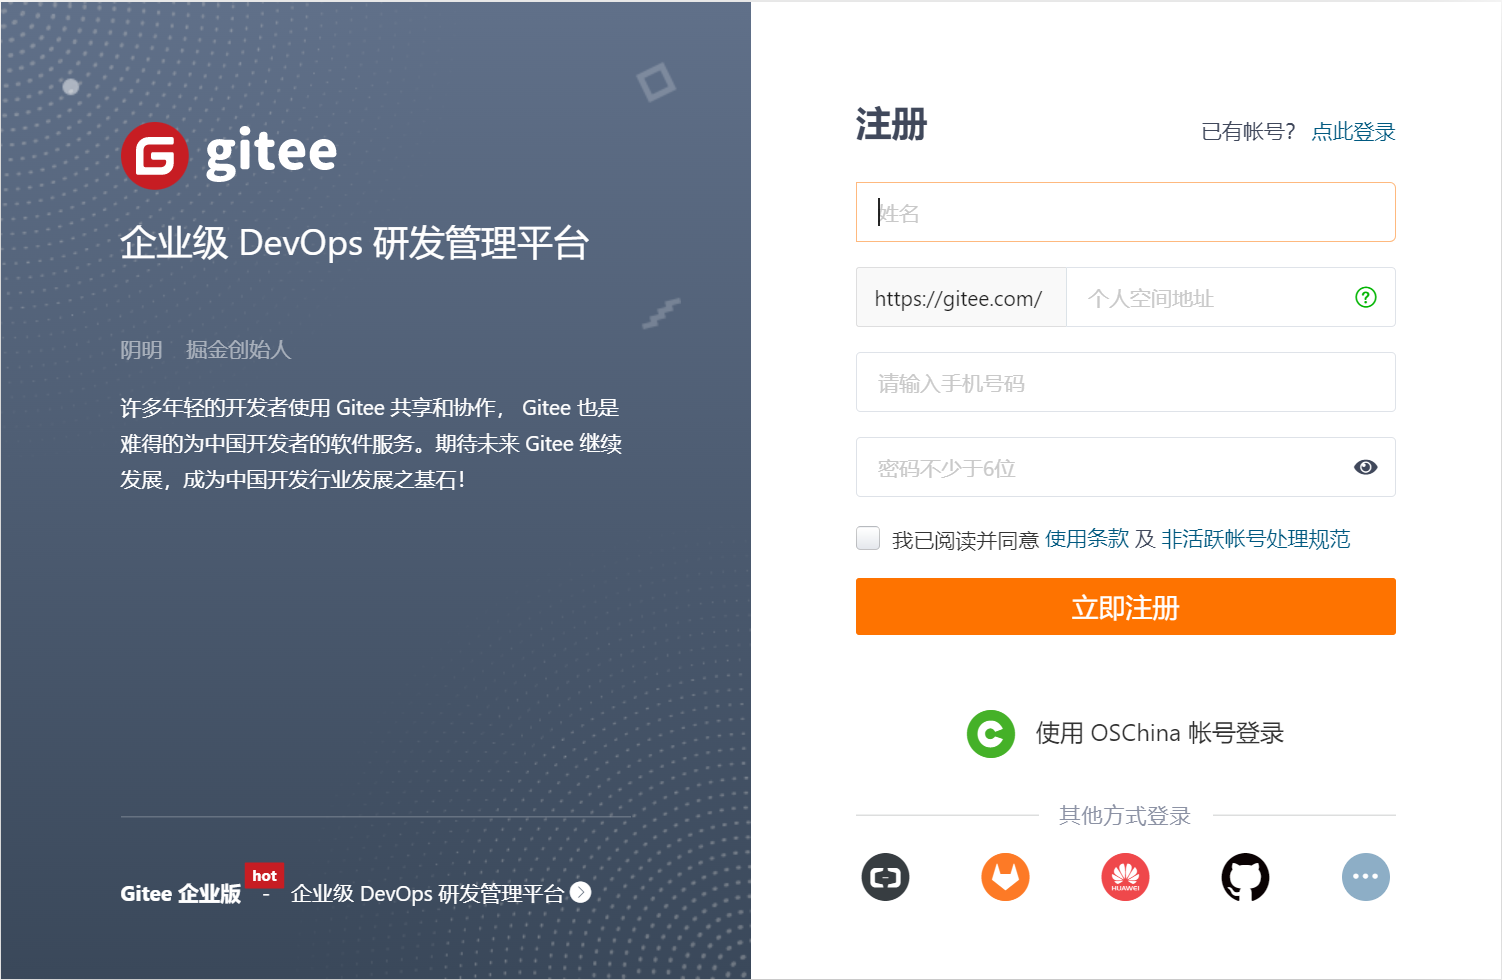 gitee
企业级 DevOps 研发管理平台
阴明 掘金创始人
许多年轻的开发者使用 Gitee 共享和协作， Gitee 也是
难得的为中国开发者的软件服务。期待未来 Gitee 继续
发展，成为中国开发行业发展之基石！
hot
Gitee 企业版 - 企业级 DevOps 研发管理平台
注册
已有帐号？ 点此登录
姓名
https://gitee.com/ 个人空间地址
请输入手机号码
密码不少于6位
我已阅读并同意 使用条款 及 非活跃帐号处理规范
立即注册
使用 OSChina 帐号登录
其他方式登录
HUAWEI